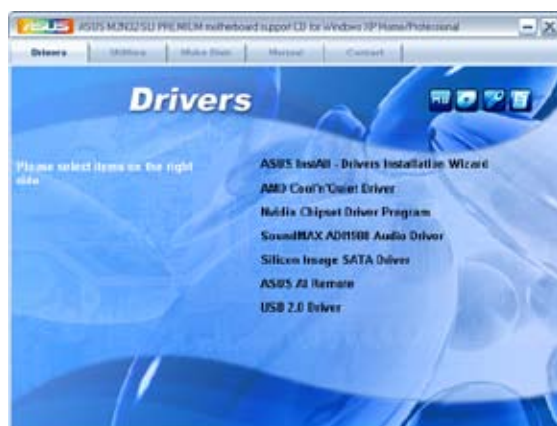 ASUS M2N32-SLI PREMIUM motherboard support CD for Windows XP Home/Professional
Drivers Utilities Make Disk Manual Contact
Drivers
Please select items on the right side
ASUS InstAll - Drivers Installation Wizard
AMD Cool'n'Quiet Driver
Nvidia Chipset Driver Program
SoundMAX ADI1988 Audio Driver
Silicon Image SATA Driver
ASUS AI Remote
USB 2.0 Driver